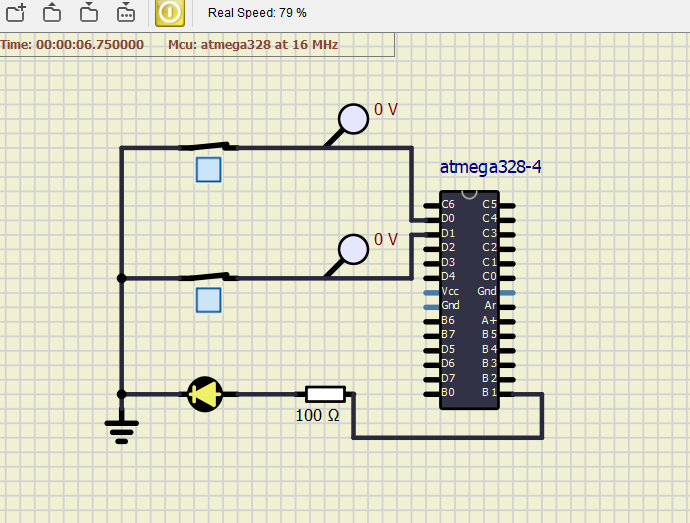 Real Speed: 79 %
Time: 00:00:06.750000 Mcu: atmega328 at 16 MHz
0 V
atmega328-4
0 V
C6 C5
D0 C4
D1 C3
D2 C2
D3 C1
D4 C0
Vcc Gnd
Gnd Ar
B6 A+
B7 B5
D5 B4
D6 B3
D7 B2
B0 B1
100 Ω